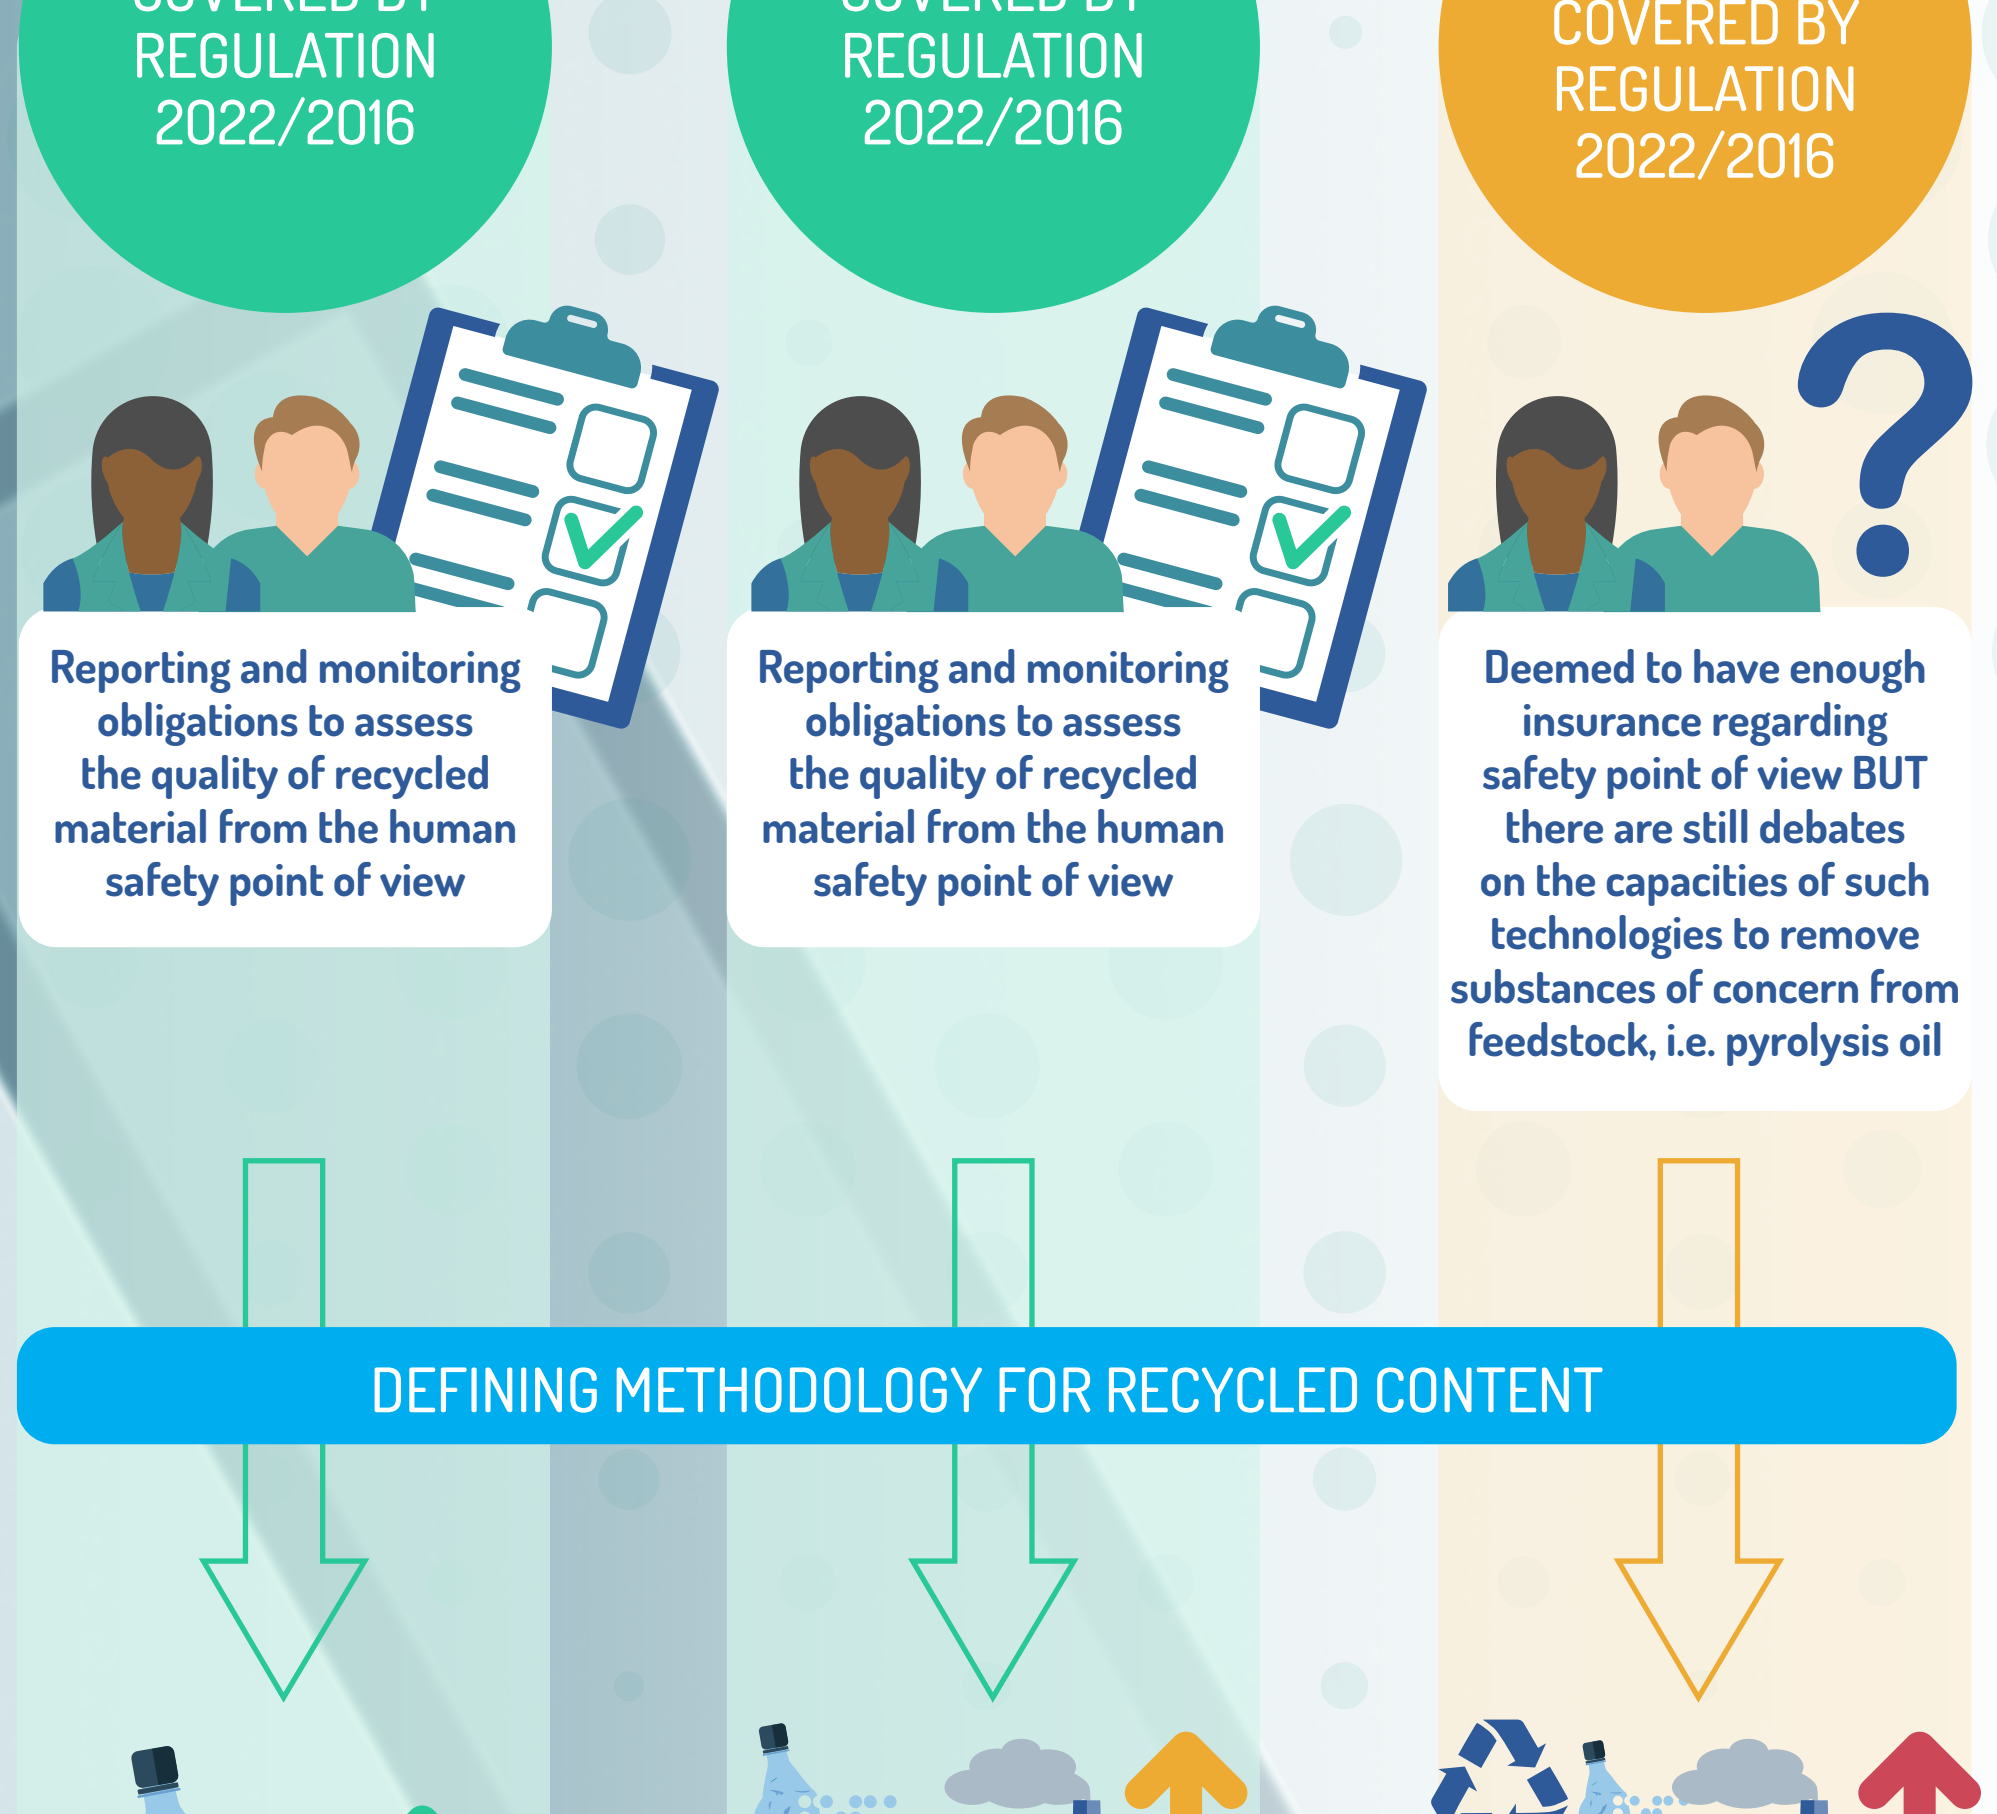 COVERED BY
REGULATION
2022/2016
COVERED BY
REGULATION
2022/2016
COVERED BY
REGULATION
2022/2016
Reporting and monitoring
obligations to assess
the quality of recycled
material from the human
safety point of view
Reporting and monitoring
obligations to assess
the quality of recycled
material from the human
safety point of view
Deemed to have enough
insurance regarding
safety point of view BUT
there are still debates
on the capacities of such
technologies to remove
substances of concern from
feedstock, i.e. pyrolysis oil
DEFINING METHODOLOGY FOR RECYCLED CONTENT